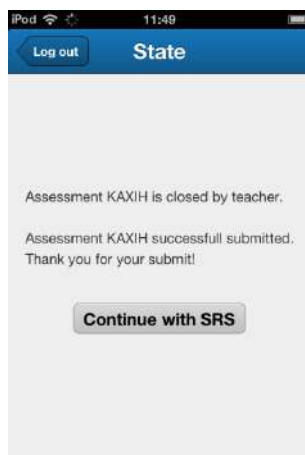 iPod 11:49
Log out State
Assessment KAXIH is closed by teacher.
Assessment KAXIH successfull submitted.
Thank you for your submit!
Continue with SRS